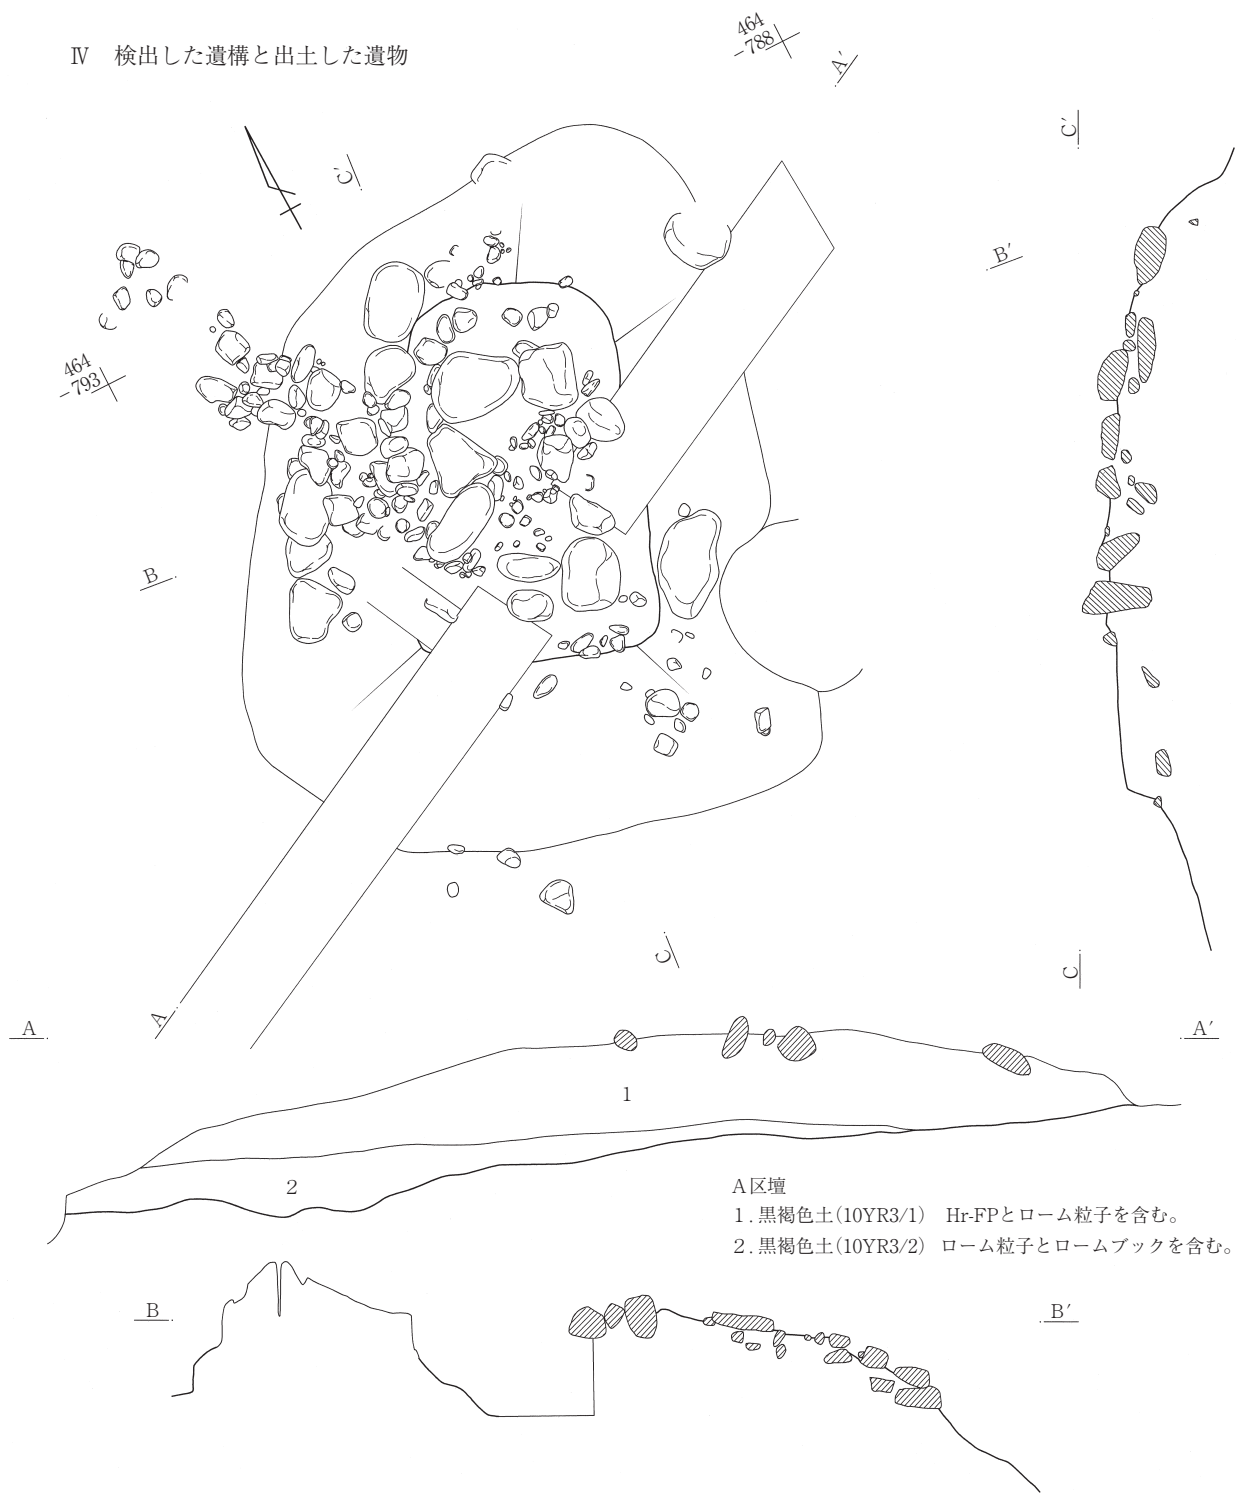 Ⅳ　検出した遺構と出土した遺物
464
-788
A′
C′
C′
B′
464
-793
B
C
C
A
A
A′
1
2
A区壇
1．黒褐色土(10YR3/1)　Hr-FPとローム粒子を含む。
2．黒褐色土(10YR3/2)　ローム粒子とロームブックを含む。
B
B′